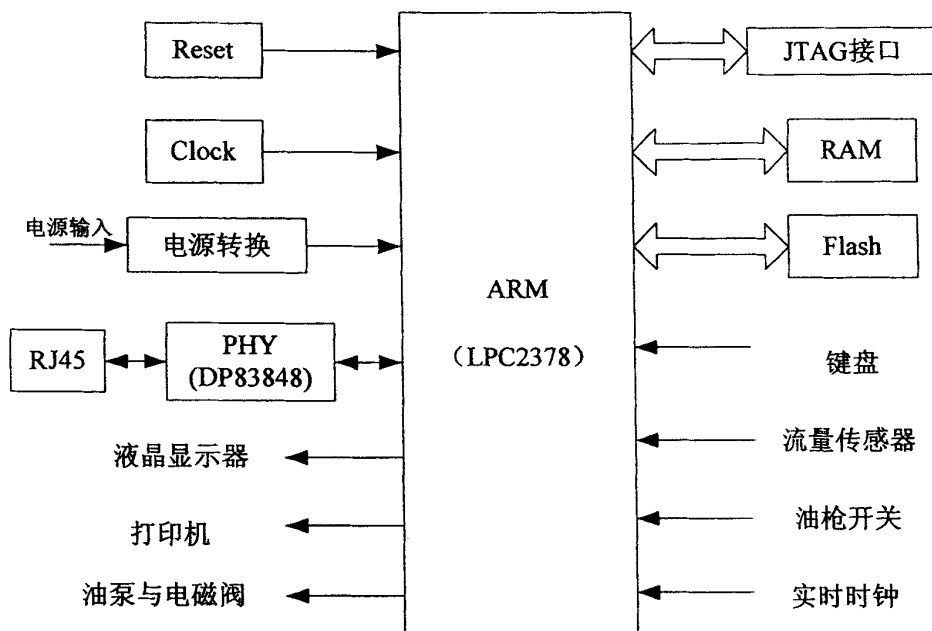 Reset
JTAG接口
Clock
RAM
电源输入
电源转换
Flash
ARM
(LPC2378)
RJ45
PHY
(DP83848)
键盘
液晶显示器
流量传感器
打印机
油枪开关
油泵与电磁阀
实时时钟